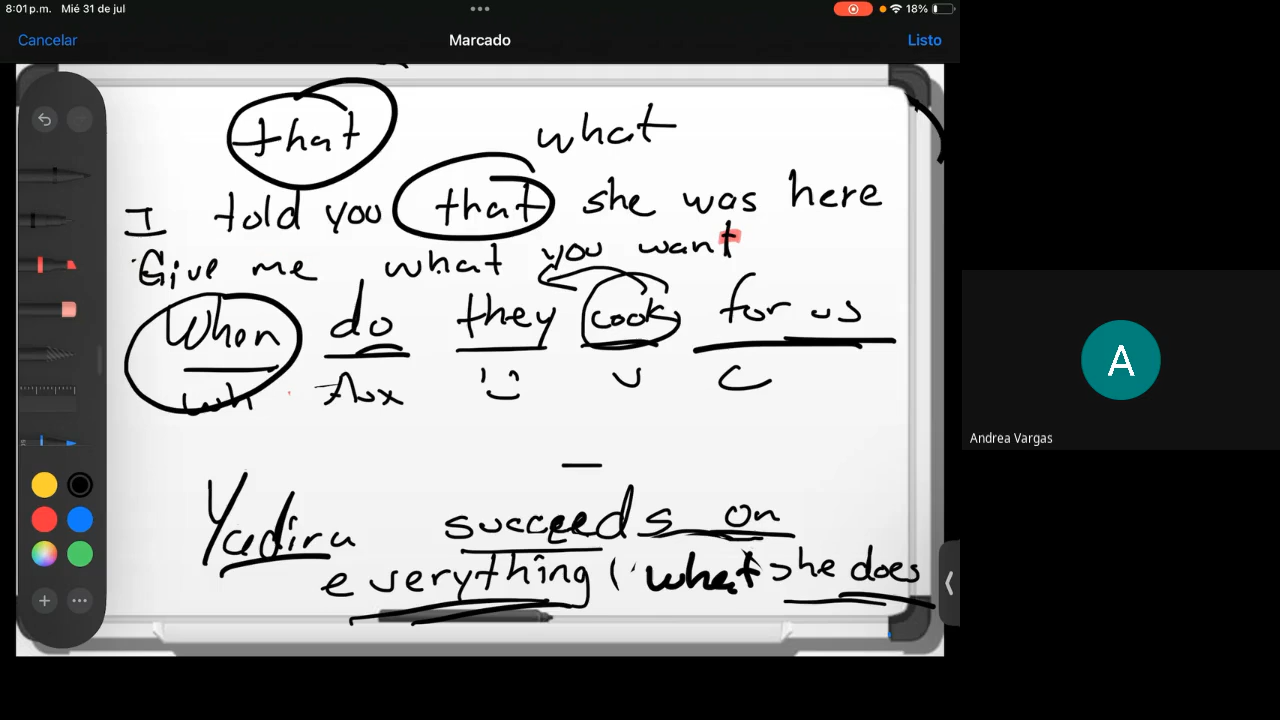 8:01 p.m. Mié 31 de jul
18%
Cancelar
Marcado
Listo
that
what
I told you that she was here
Give me what you want
When do they cook for us
Wh Aux V C
Yadira succeeds on
everything ( what she does
A
Andrea Vargas